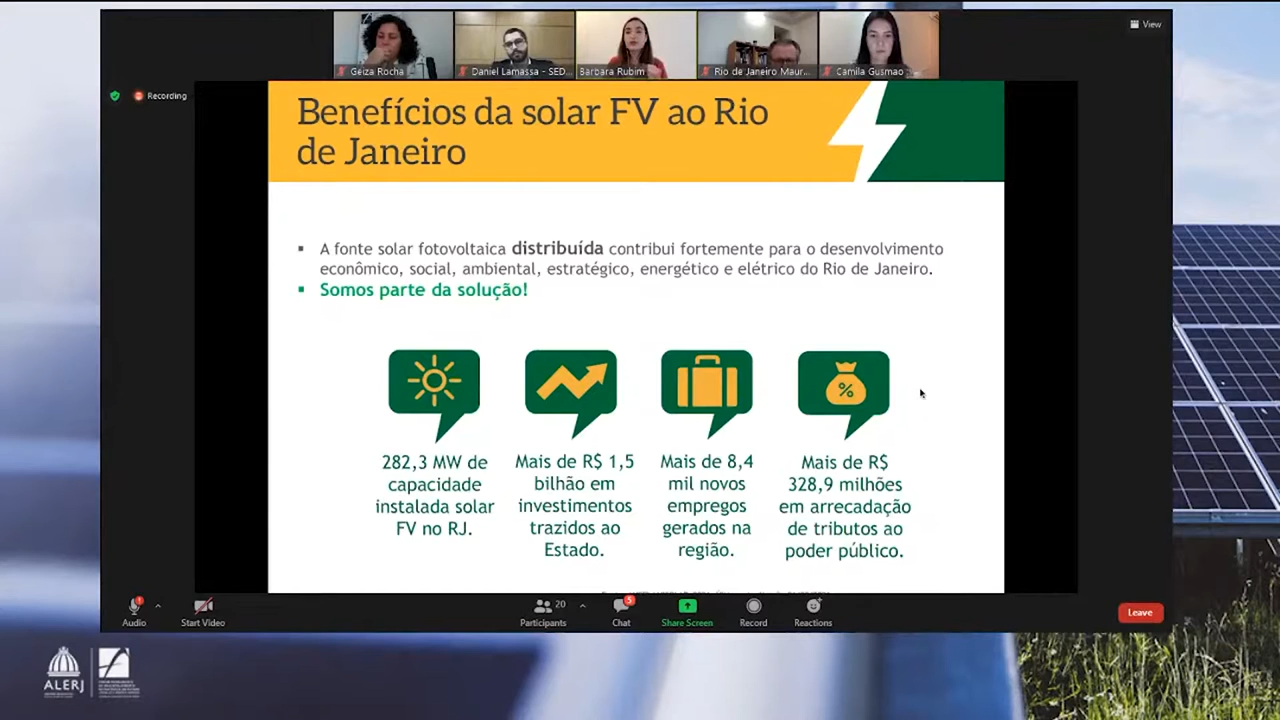 View
Geiza Rocha
Daniel Lamassa - SED...
Bárbara Rubim
Rio de Janeiro Maur...
Camila Gusmao
Recording
Benefícios da solar FV ao Rio
de Janeiro
▪ A fonte solar fotovoltaica distribuída contribui fortemente para o desenvolvimento
econômico, social, ambiental, estratégico, energético e elétrico do Rio de Janeiro.
▪ Somos parte da solução!
%
282,3 MW de
capacidade
instalada solar
FV no RJ.
Mais de R$ 1,5
bilhão em
investimentos
trazidos ao
Estado.
Mais de 8,4
mil novos
empregos
gerados na
região.
Mais de R$
328,9 milhões
em arrecadação
de tributos ao
poder público.
Audio
Start Video
20
Participants
5
Chat
Share Screen
Record
Reactions
Leave
ALERJ